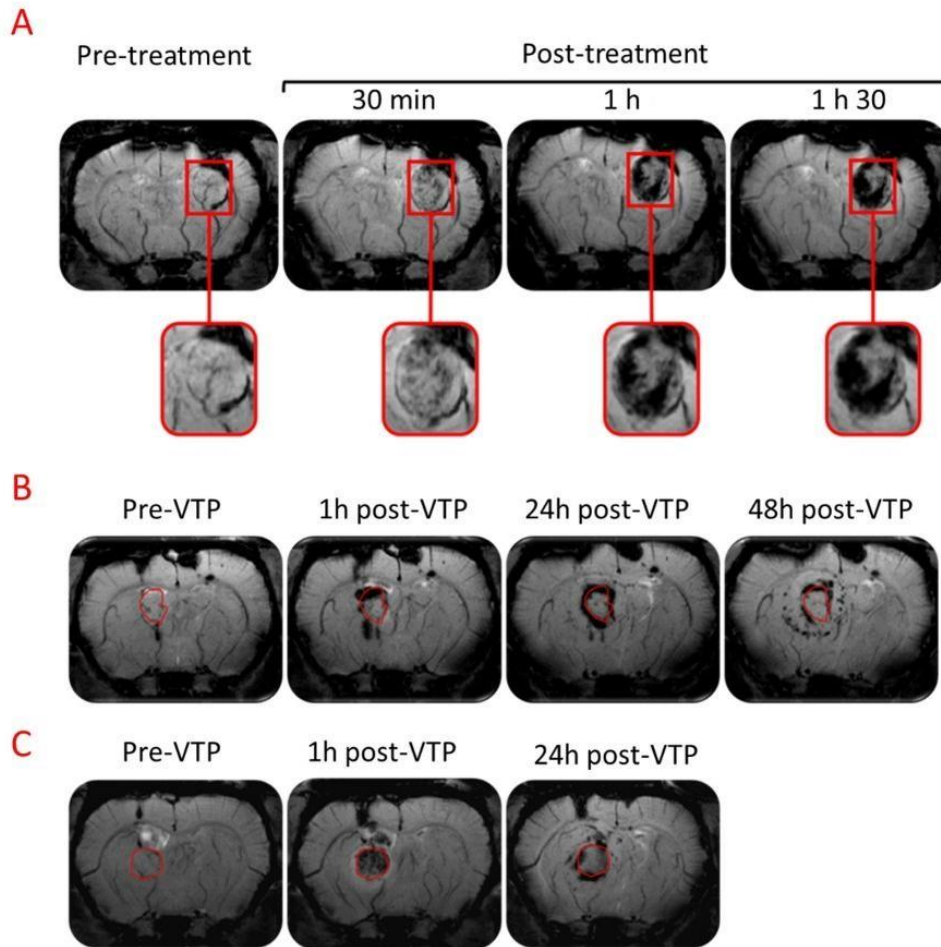 A
Pre-treatment
Post-treatment
30 min
1 h
1 h 30
B
Pre-VTP
1h post-VTP
24h post-VTP
48h post-VTP
C
Pre-VTP
1h post-VTP
24h post-VTP